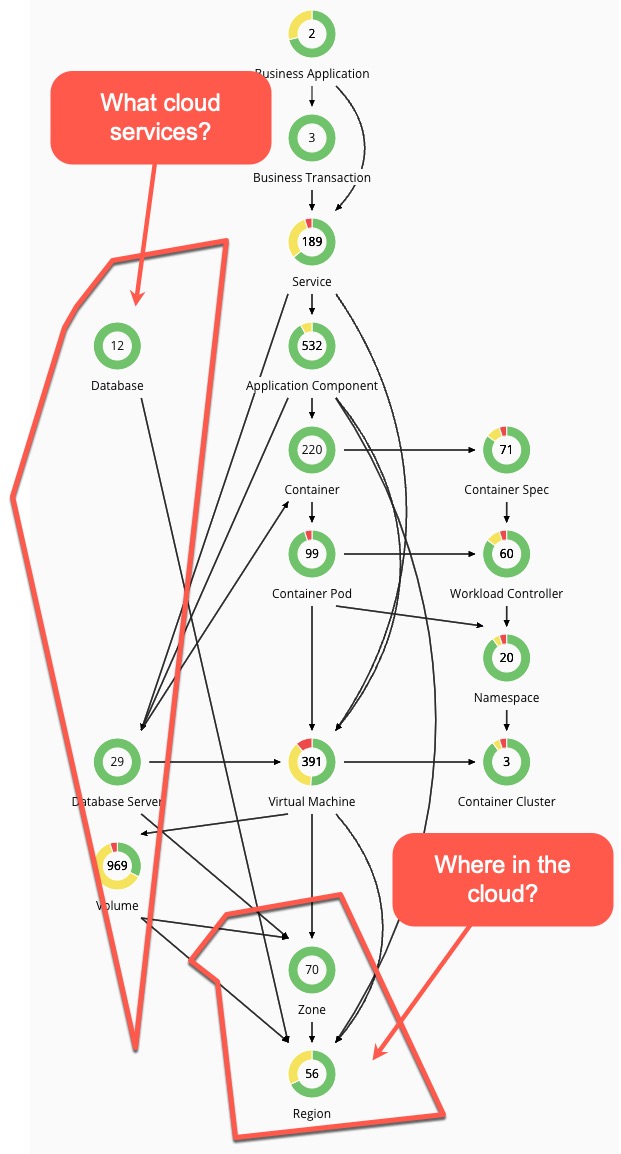 2
Business Application
What cloud
services?
3
Business Transaction
189
Service
12
Database
532
Application Component
220
Container
71
Container Spec
99
Container Pod
60
Workload Controller
20
Namespace
29
Database Server
391
Virtual Machine
3
Container Cluster
969
Volume
Where in the
cloud?
70
Zone
56
Region